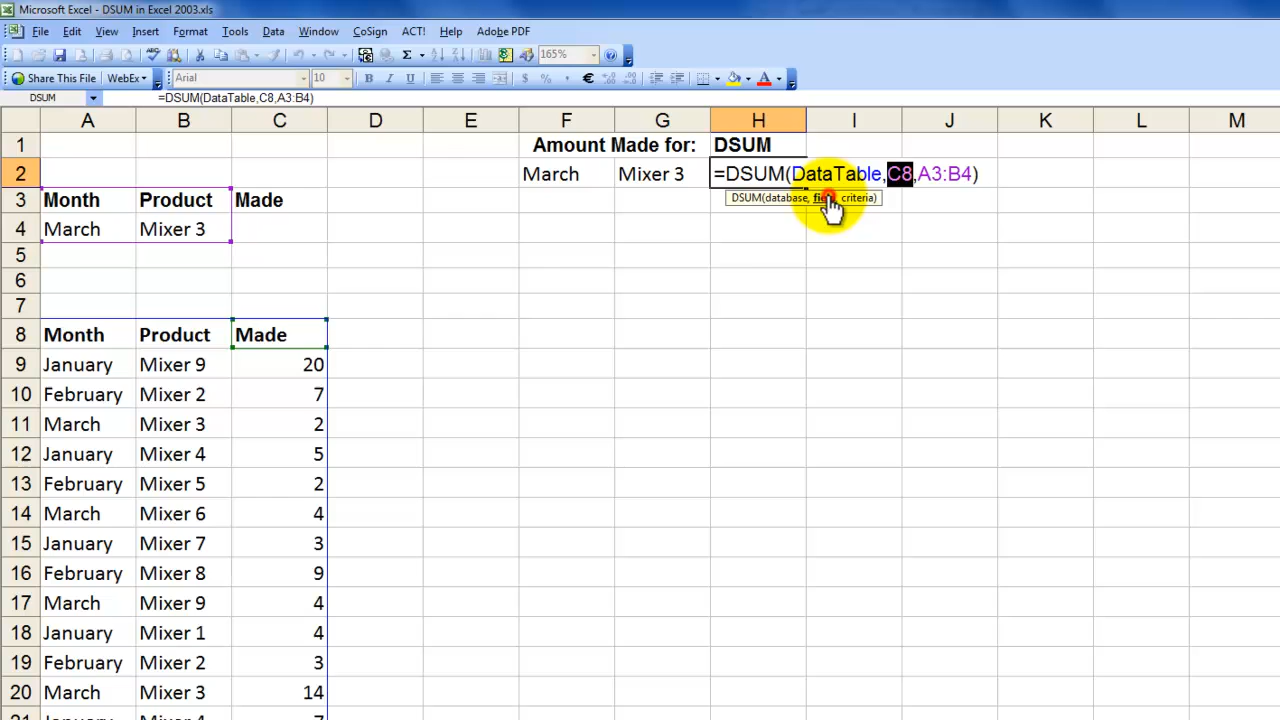 Microsoft Excel - DSUM in Excel 2003.xls
File Edit View Insert Format Tools Data Window CoSign ACT! Help Adobe PDF
165%
Share This File WebEx Arial 10 B I U $ % , €
DSUM =DSUM(DataTable,C8,A3:B4)
A B C D E F G H I J K L M
1 Amount Made for: DSUM
2 March Mixer 3 =DSUM(DataTable,C8,A3:B4)
DSUM(database, field, criteria)
3 Month Product Made
4 March Mixer 3
5
6
7
8 Month Product Made
9 January Mixer 9 20
10 February Mixer 2 7
11 March Mixer 3 2
12 January Mixer 4 5
13 February Mixer 5 2
14 March Mixer 6 4
15 January Mixer 7 3
16 February Mixer 8 9
17 March Mixer 9 4
18 January Mixer 1 4
19 February Mixer 2 3
20 March Mixer 3 14